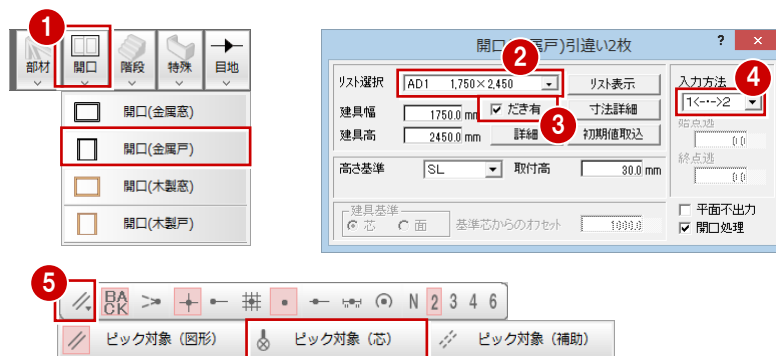 1
部材 開口 階段 特殊 目地
開口(金属窓)
開口(金属戸)
開口(木製窓)
開口(木製戸)
開口 属戸)引違い2枚 ? ×
2
リスト選択 AD1 1,750×2,450 リスト表示
建具幅 1750.0 mm だき有 寸法詳細
3
建具高 2450.0 mm 詳細 初期値取込
高さ基準 SL 取付高 30.0 mm
建具基準
芯 面 基準芯からのオフセット 1000.0
入力方法 4
1<-・->2
始点逃
0.0
終点逃
0.0
平面不出力
開口処理
5
BACK N 2 3 4 6
ピック対象（図形） ピック対象（芯） ピック対象（補助）